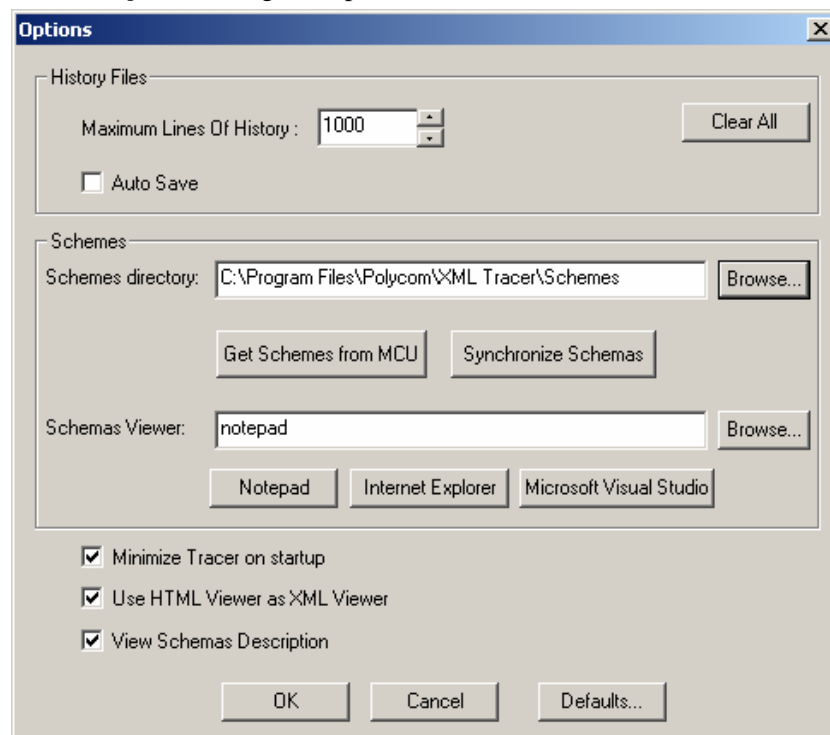 Options
History Files
Maximum Lines Of History : 1000 Clear All
Auto Save
Schemes
Schemes directory: C:\Program Files\Polycom\XML Tracer\Schemes Browse...
Get Schemes from MCU Synchronize Schemas
Schemas Viewer: notepad Browse...
Notepad Internet Explorer Microsoft Visual Studio
Minimize Tracer on startup
Use HTML Viewer as XML Viewer
View Schemas Description
OK Cancel Defaults...